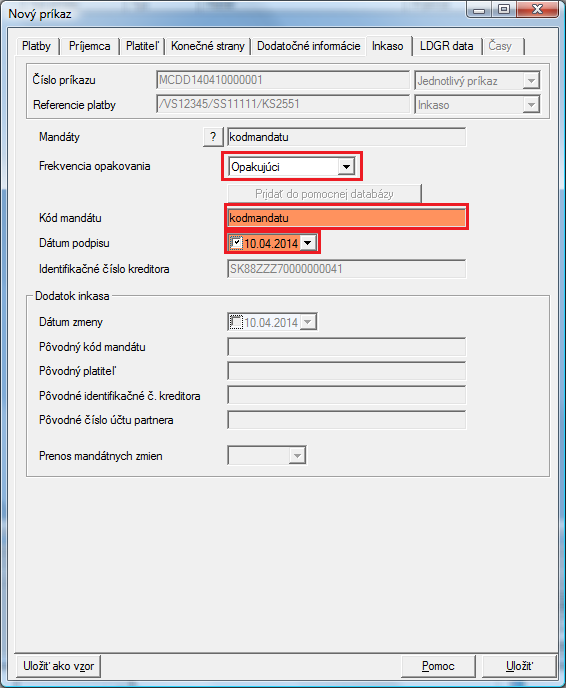 Nový príkaz
Platby Príjemca Platiteľ Konečné strany Dodatočné informácie Inkaso LDGR data Časy
Číslo príkazu MCDD140410000001 Jednotlivý príkaz
Referencie platby /VS12345/SS11111/KS2551 Inkaso
Mandáty ? kodmandatu
Frekvencia opakovania Opakujúci
Pridať do pomocnej databázy
Kód mandátu kodmandatu
Dátum podpisu 10.04.2014
Identifikačné číslo kreditora SK88ZZZ70000000041
Dodatok inkasa
Dátum zmeny 10.04.2014
Pôvodný kód mandátu
Pôvodný platiteľ
Pôvodné identifikačné č. kreditora
Pôvodné číslo účtu partnera
Prenos mandátnych zmien
Uložiť ako vzor Pomoc Uložiť